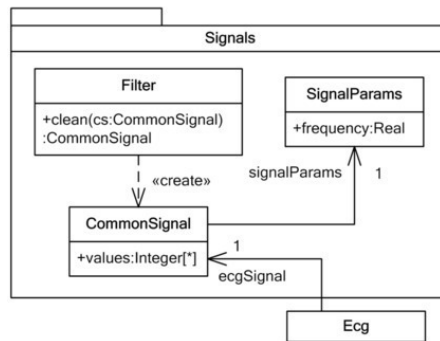 Signals
Filter
+clean(cs:CommonSignal)
:CommonSignal
SignalParams
+frequency:Real
«create»
signalParams
1
CommonSignal
+values:Integer[*]
1
ecgSignal
Ecg